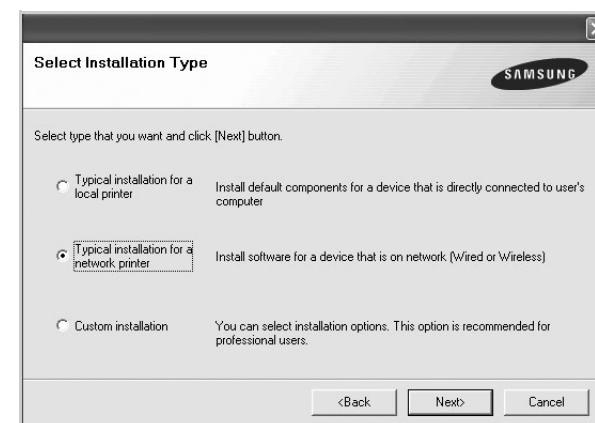 Select Installation Type
SAMSUNG
Select type that you want and click [Next] button.
Typical installation for a
local printer
Install default components for a device that is directly connected to user's
computer
Typical installation for a
network printer
Install software for a device that is on network (Wired or Wireless)
Custom installation
You can select installation options. This option is recommended for
professional users.
<Back
Next>
Cancel